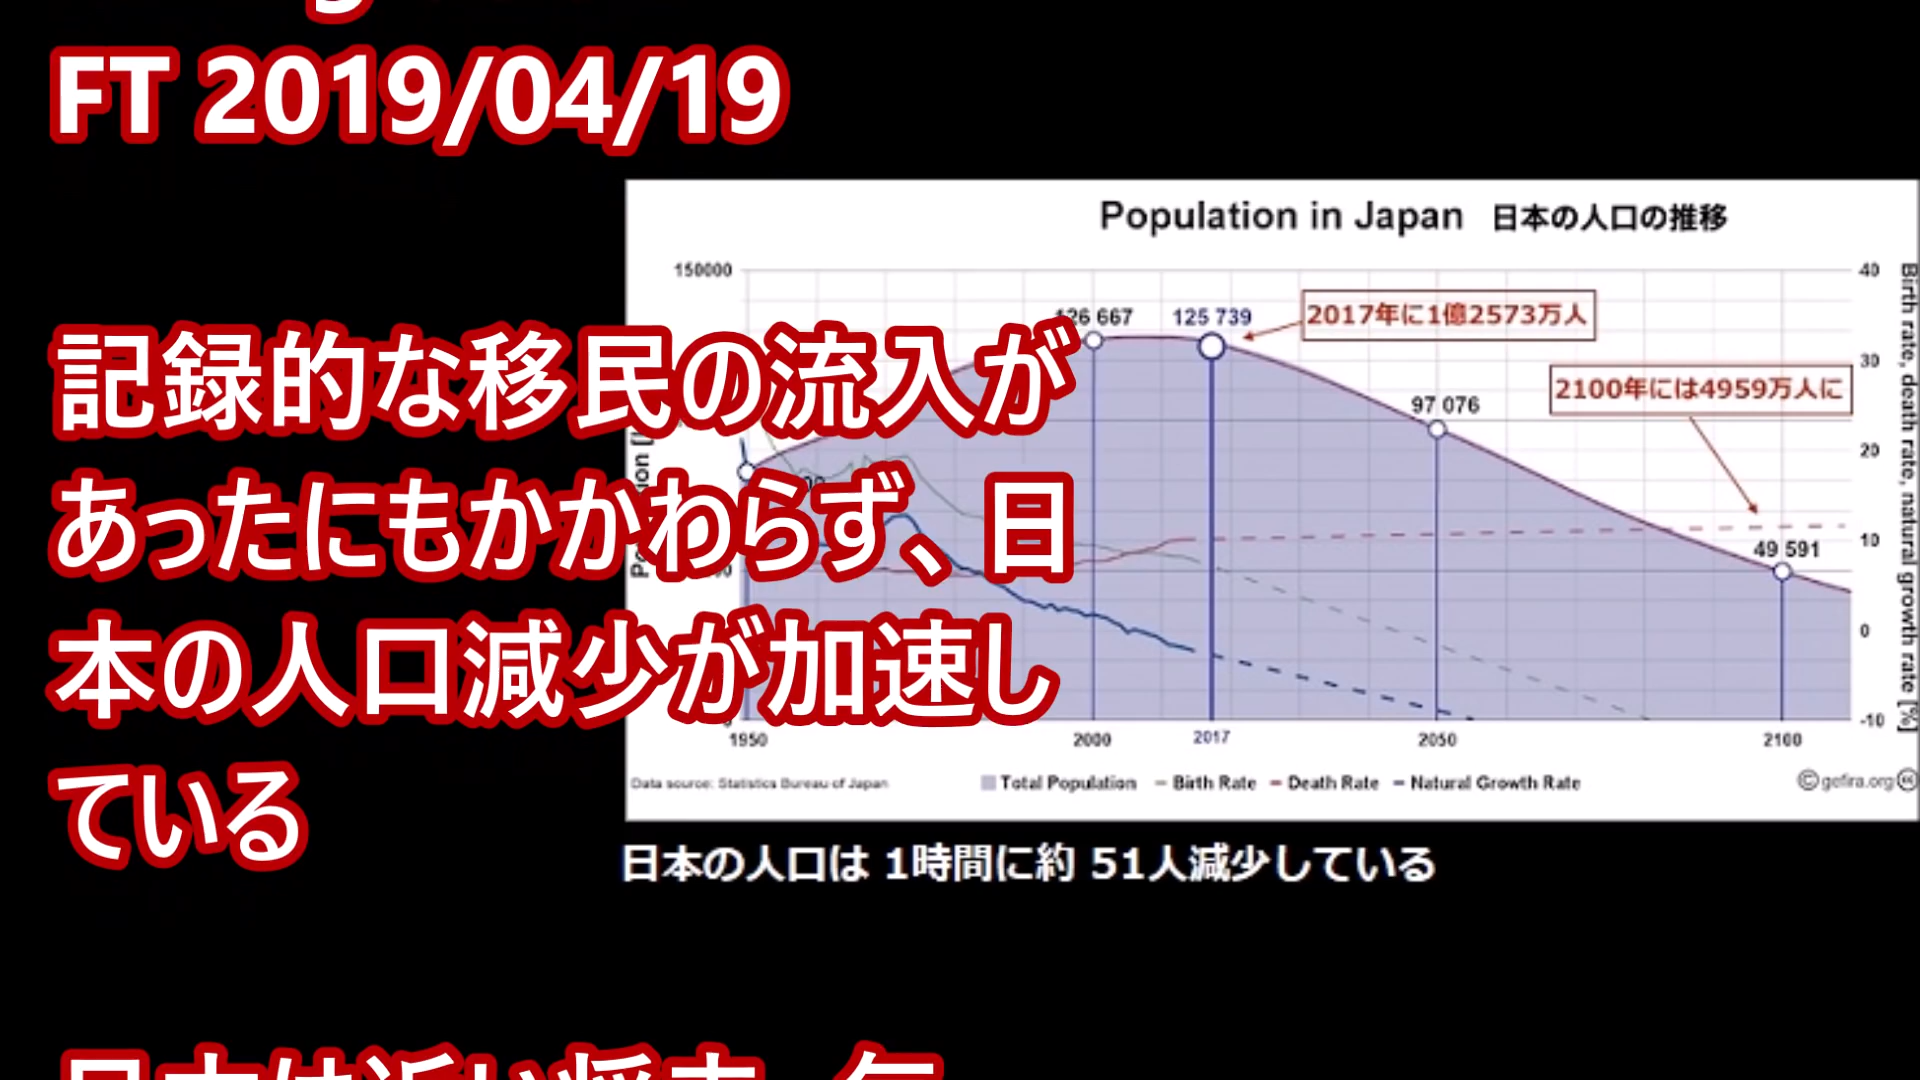 FT 2019/04/19
記録的な移民の流入が
あったにもかかわらず、日
本の人口減少が加速し
ている
Population in Japan 日本の人口の推移
150000
40
126 667
125 739
2017年に1億2573万人
30
2100年には4959万人に
97 076
20
10
49 591
0
-10
Birth rate, death rate, natural growth rate [%]
1950
2000
2017
2050
2100
Data source: Statistics Bureau of Japan
Total Population
Birth Rate
Death Rate
Natural Growth Rate
© gefira.org
日本の人口は 1時間に約 51人減少している